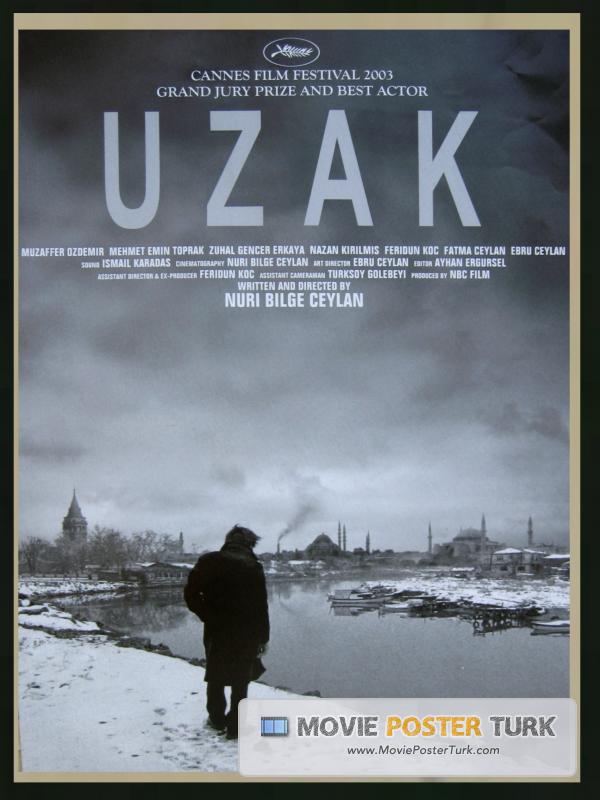 CANNES FILM FESTIVAL 2003
GRAND JURY PRIZE AND BEST ACTOR
UZAK
MUZAFFER OZDEMIR MEHMET EMIN TOPRAK ZUHAL GENCER ERKAYA NAZAN KIRILMIS FERIDUN KOC FATMA CEYLAN EBRU CEYLAN
SOUND ISMAIL KARADAS CINEMATOGRAPHY NURI BILGE CEYLAN ART DIRECTOR EBRU CEYLAN EDITOR AYHAN ERGURSEL
ASSISTANT DIRECTOR & EX-PRODUCER FERIDUN KOC ASSISTANT CAMERAMAN TURKSOY GOLEBEYI PRODUCED BY NBC FILM
WRITTEN AND DIRECTED BY
NURI BILGE CEYLAN
MOVIE POSTER TURK
www.MoviePosterTurk.com